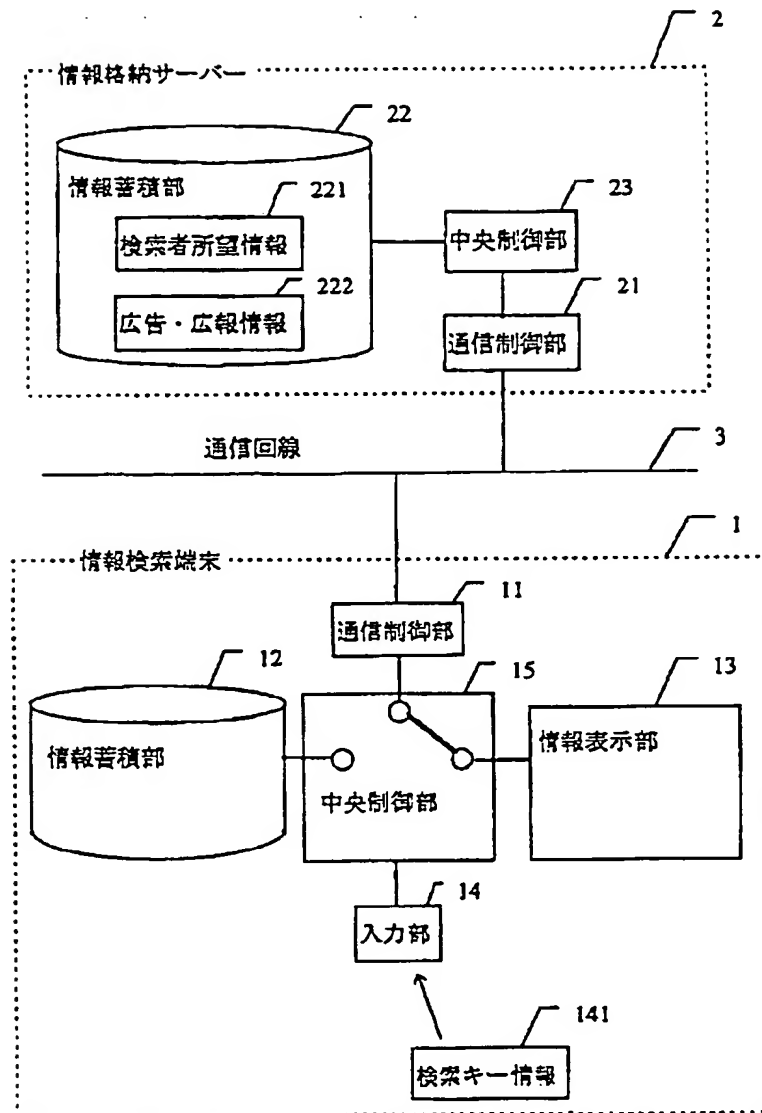 2
情報格納サーバー
22
情報蓄積部
221
検索者所望情報
222
広告・広報情報
23
中央制御部
21
通信制御部
通信回線
3
1
情報検索端末
11
通信制御部
12
情報蓄積部
15
中央制御部
13
情報表示部
14
入力部
141
検索キー情報